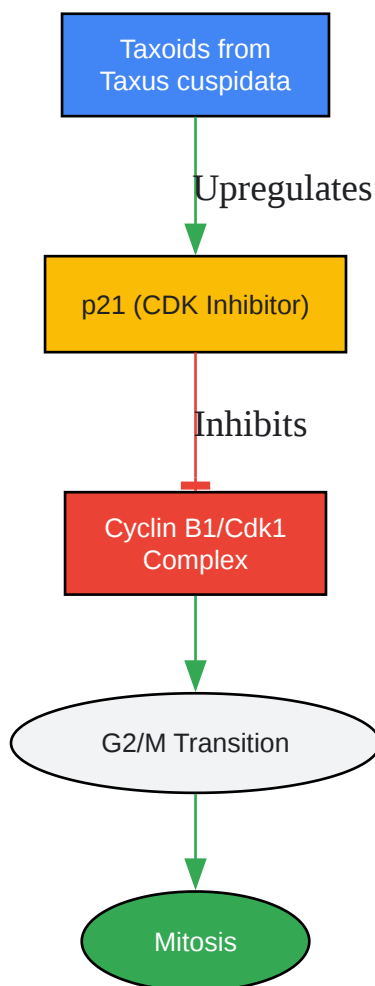 Taxoids from
Taxus cuspidata
Upregulates
p21 (CDK Inhibitor)
Inhibits
Cyclin B1/Cdk1
Complex
G2/M Transition
Mitosis